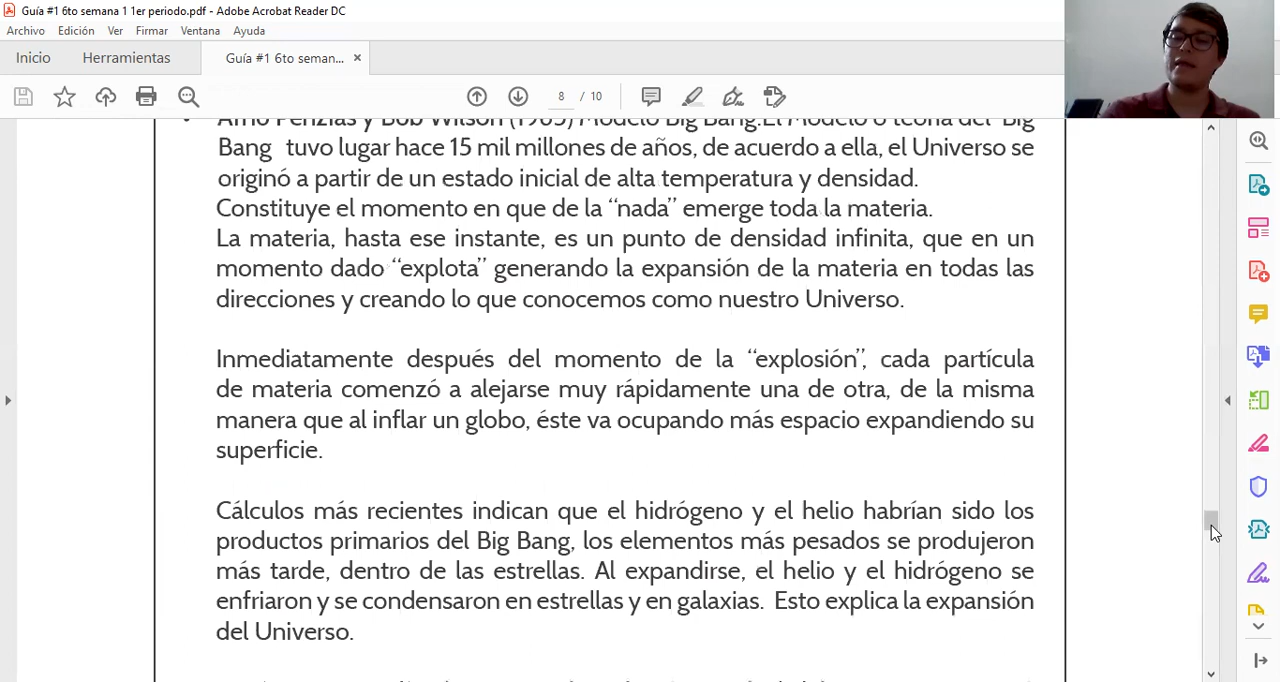 Guía #1 6to semana 1 1er periodo.pdf - Adobe Acrobat Reader DC
Archivo Edición Ver Firmar Ventana Ayuda
Inicio Herramientas Guía #1 6to seman... ×
8 / 10
Arno Penzias y Bob Wilson (1965) Modelo Big Bang.El Modelo o teoría del Big
Bang tuvo lugar hace 15 mil millones de años, de acuerdo a ella, el Universo se
originó a partir de un estado inicial de alta temperatura y densidad.
Constituye el momento en que de la “nada” emerge toda la materia.
La materia, hasta ese instante, es un punto de densidad infinita, que en un
momento dado “explota” generando la expansión de la materia en todas las
direcciones y creando lo que conocemos como nuestro Universo.
Inmediatamente después del momento de la “explosión”, cada partícula
de materia comenzó a alejarse muy rápidamente una de otra, de la misma
manera que al inflar un globo, éste va ocupando más espacio expandiendo su
superficie.
Cálculos más recientes indican que el hidrógeno y el helio habrían sido los
productos primarios del Big Bang, los elementos más pesados se produjeron
más tarde, dentro de las estrellas. Al expandirse, el helio y el hidrógeno se
enfriaron y se condensaron en estrellas y en galaxias. Esto explica la expansión
del Universo.